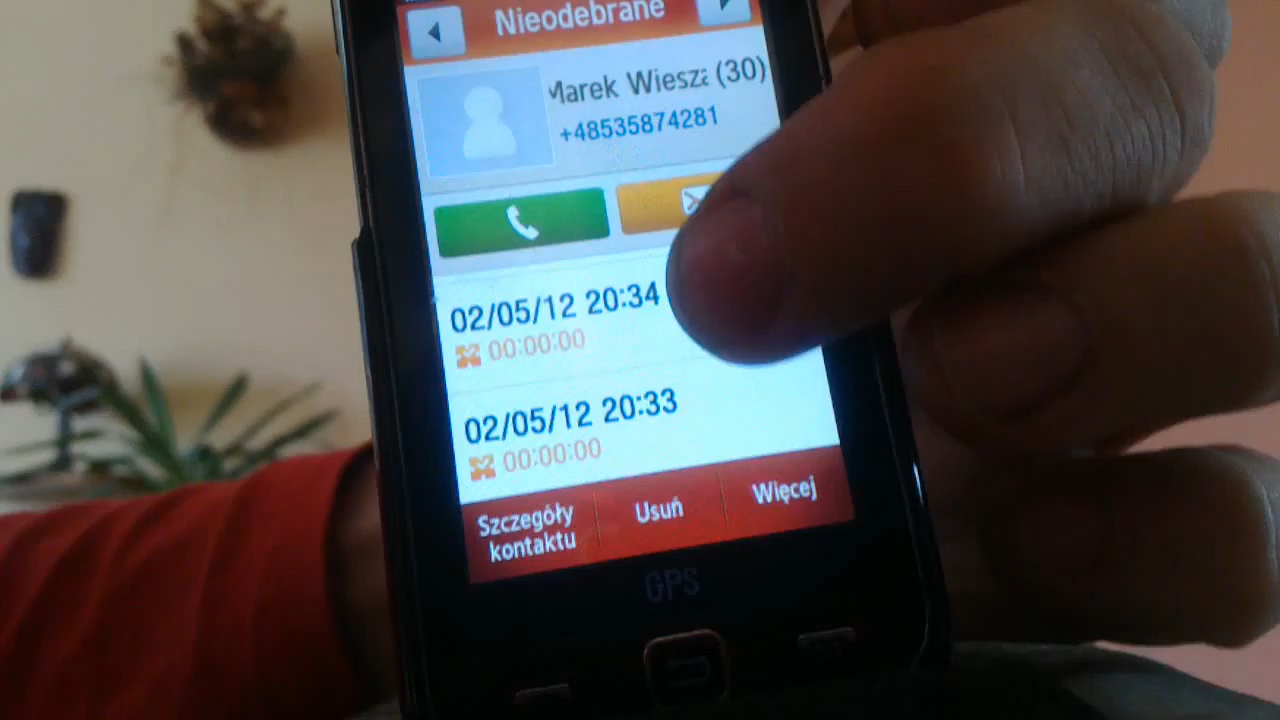 Nieodebrane
Marek Wiesza (30)
+48535874281
02/05/12 20:34
00:00:00
02/05/12 20:33
00:00:00
Szczegóły
kontaktu
Usuń
Więcej
GPS